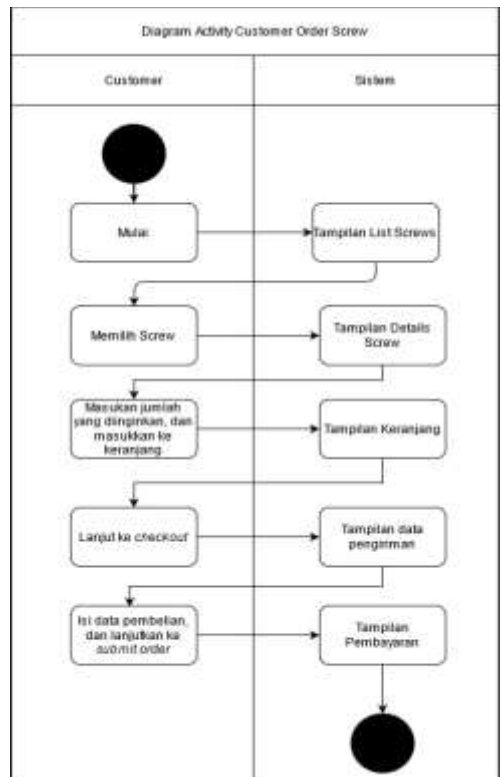 Diagram Activity Customer Order Screw
Customer
Sistem
Mulai
Tampilan List Screws
Memilih Screw
Tampilan Details
Screw
Masukan jumlah
yang diinginkan, dan
masukkan ke
keranjang
Tampilan Keranjang
Lanjut ke checkout
Tampilan data
pengiriman
Isi data pembelian,
dan lanjutkan ke
submit order
Tampilan
Pembayaran